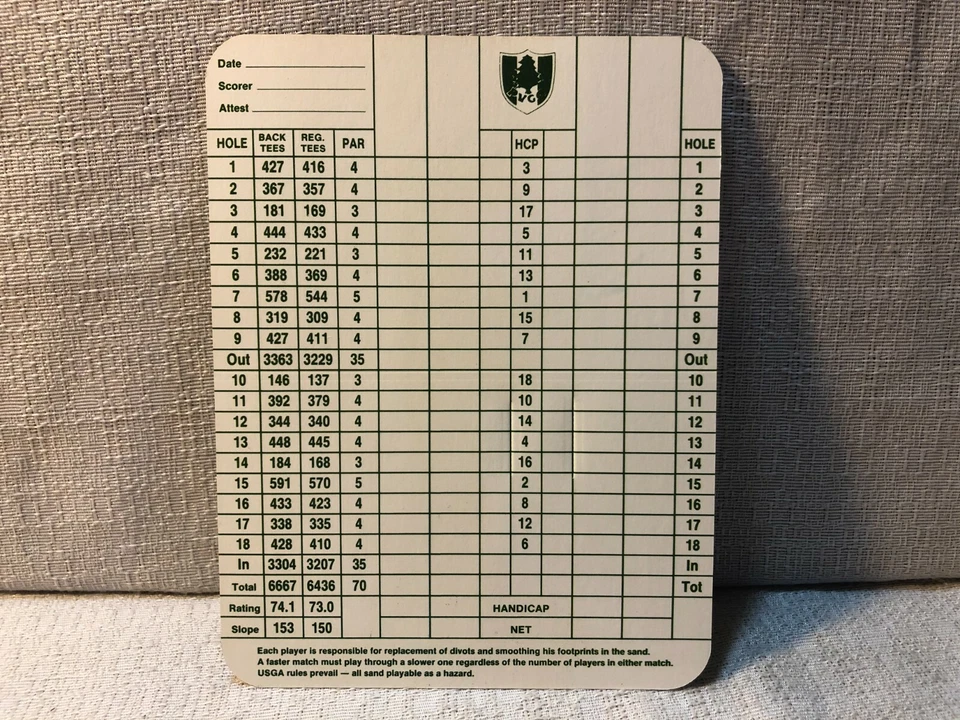 Date
Scorer
Attest
PVGC
HOLE BACK TEES REG. TEES PAR HCP HOLE
1 427 416 4 3 1
2 367 357 4 9 2
3 181 169 3 17 3
4 444 433 4 5 4
5 232 221 3 11 5
6 388 369 4 13 6
7 578 544 5 1 7
8 319 309 4 15 8
9 427 411 4 7 9
Out 3363 3229 35 Out
10 146 137 3 18 10
11 392 379 4 10 11
12 344 340 4 14 12
13 448 445 4 4 13
14 184 168 3 16 14
15 591 570 5 2 15
16 433 423 4 8 16
17 338 335 4 12 17
18 428 410 4 6 18
In 3304 3207 35 In
Total 6667 6436 70 Tot
Rating 74.1 73.0 HANDICAP
Slope 153 150 NET
Each player is responsible for replacement of divots and smoothing his footprints in the sand.
A faster match must play through a slower one regardless of the number of players in either match.
USGA rules prevail — all sand playable as a hazard.